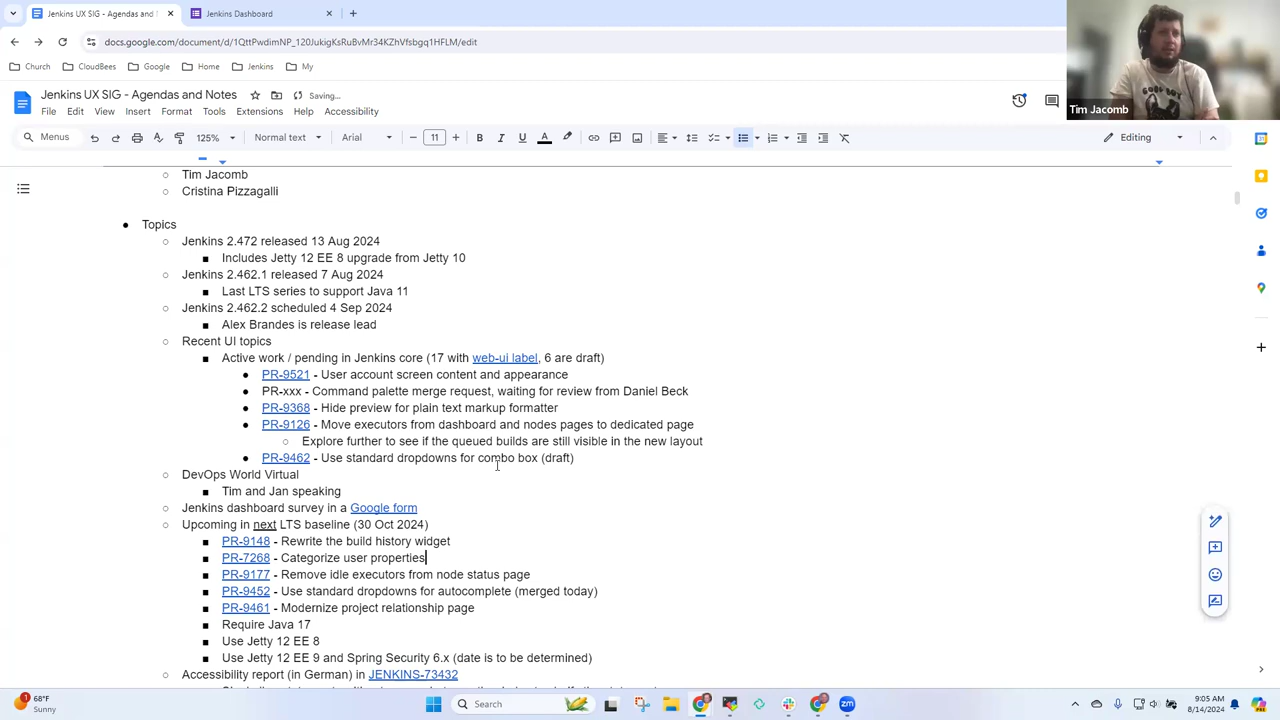 Jenkins UX SIG - Agendas and
Jenkins Dashboard
docs.google.com/document/d/1QttPwdimNP_120JukigKsRuBvMr34KZhVfsbgq1HFLM/edit
Church
CloudBees
Google
Home
Jenkins
My
Tim Jacomb
Jenkins UX SIG - Agendas and Notes
Saving...
File Edit View Insert Format Tools Extensions Help Accessibility
Menus
125%
Normal text
Arial
11
Editing
Tim Jacomb
Cristina Pizzagalli
Topics
Jenkins 2.472 released 13 Aug 2024
Includes Jetty 12 EE 8 upgrade from Jetty 10
Jenkins 2.462.1 released 7 Aug 2024
Last LTS series to support Java 11
Jenkins 2.462.2 scheduled 4 Sep 2024
Alex Brandes is release lead
Recent UI topics
Active work / pending in Jenkins core (17 with web-ui label, 6 are draft)
PR-9521 - User account screen content and appearance
PR-xxx - Command palette merge request, waiting for review from Daniel Beck
PR-9368 - Hide preview for plain text markup formatter
PR-9126 - Move executors from dashboard and nodes pages to dedicated page
Explore further to see if the queued builds are still visible in the new layout
PR-9462 - Use standard dropdowns for combo box (draft)
DevOps World Virtual
Tim and Jan speaking
Jenkins dashboard survey in a Google form
Upcoming in next LTS baseline (30 Oct 2024)
PR-9148 - Rewrite the build history widget
PR-7268 - Categorize user properties
PR-9177 - Remove idle executors from node status page
PR-9452 - Use standard dropdowns for autocomplete (merged today)
PR-9461 - Modernize project relationship page
Require Java 17
Use Jetty 12 EE 8
Use Jetty 12 EE 9 and Spring Security 6.x (date is to be determined)
Accessibility report (in German) in JENKINS-73432
68°F
Sunny
Search
9:05 AM
8/14/2024